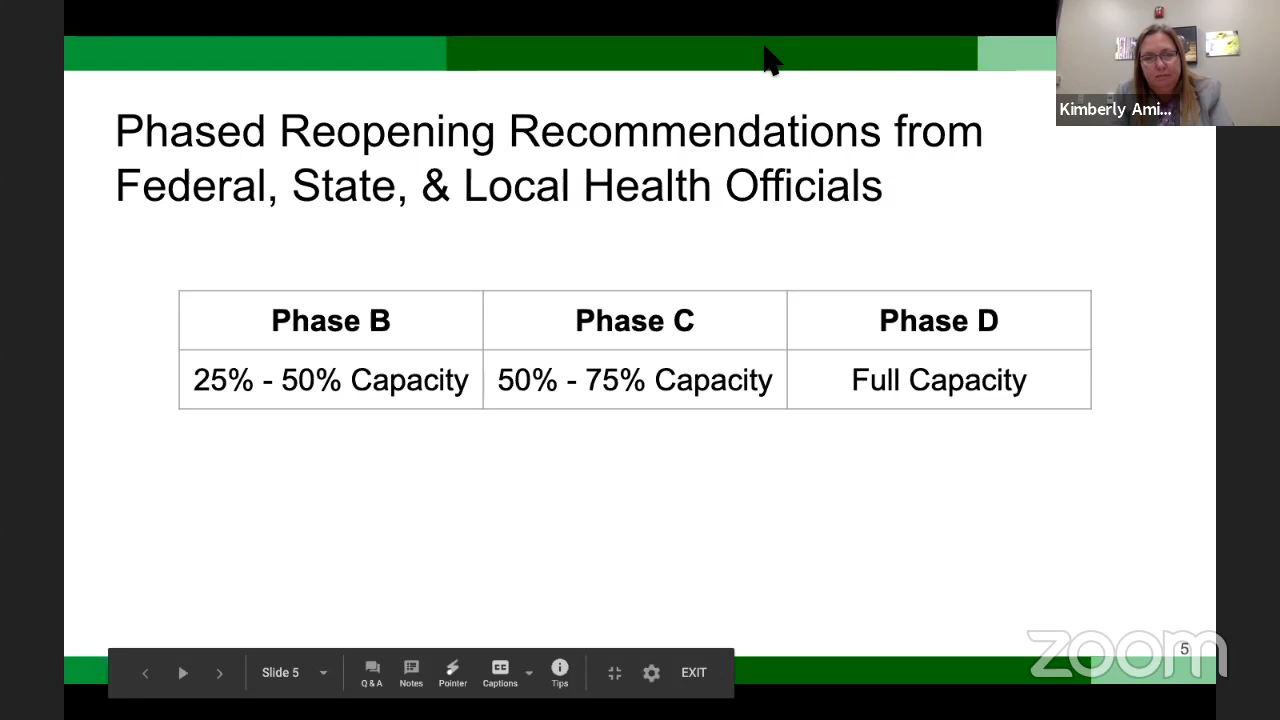 Kimberly Ami...
Phased Reopening Recommendations from
Federal, State, & Local Health Officials
Phase B Phase C Phase D
25% - 50% Capacity 50% - 75% Capacity Full Capacity
zoom
5
Slide 5
Q & A Notes Pointer Captions Tips
CC
EXIT